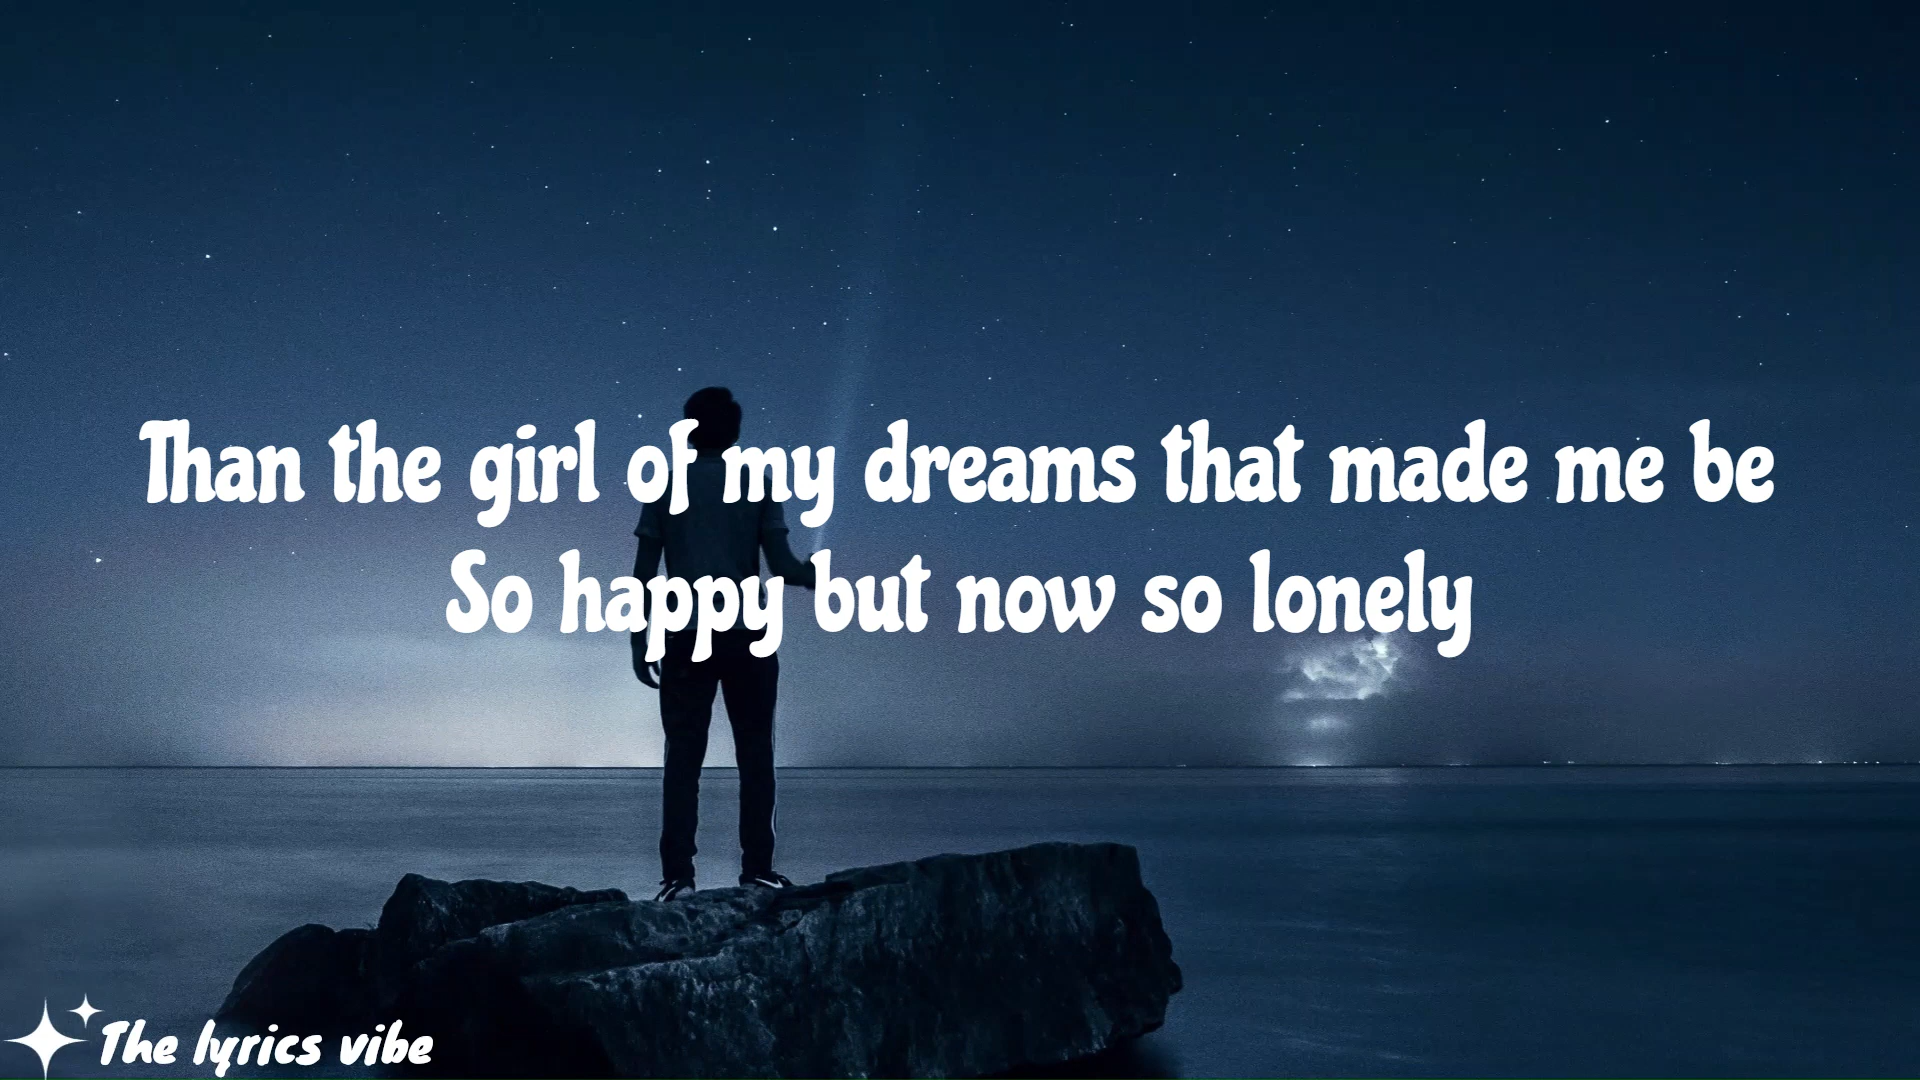 Than the girl of my dreams that made me be
So happy but now so lonely
The lyrics vibe